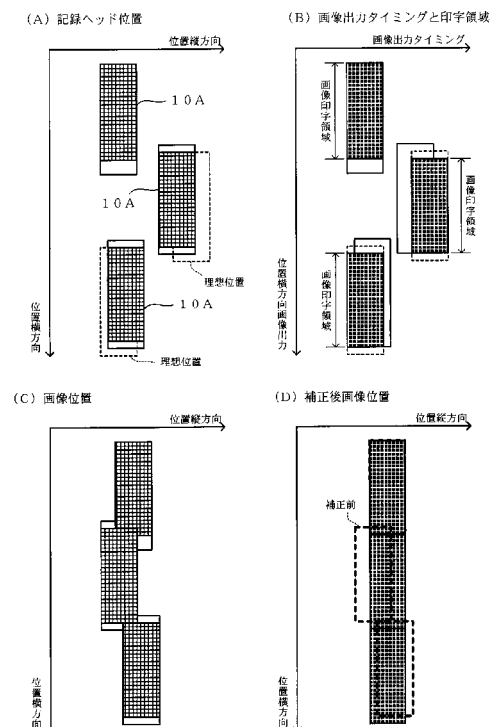 （Ａ）記録ヘッド位置
位置縦方向
１０Ａ
１０Ａ
理想位置
１０Ａ
理想位置
位置横方向
（Ｂ）画像出力タイミングと印字領域
画像出力タイミング
画像印字領域
画像印字領域
画像印字領域
位置横方向画像出力
（Ｃ）画像位置
位置縦方向
位置横方向
（Ｄ）補正後画像位置
位置縦方向
補正前
位置横方向